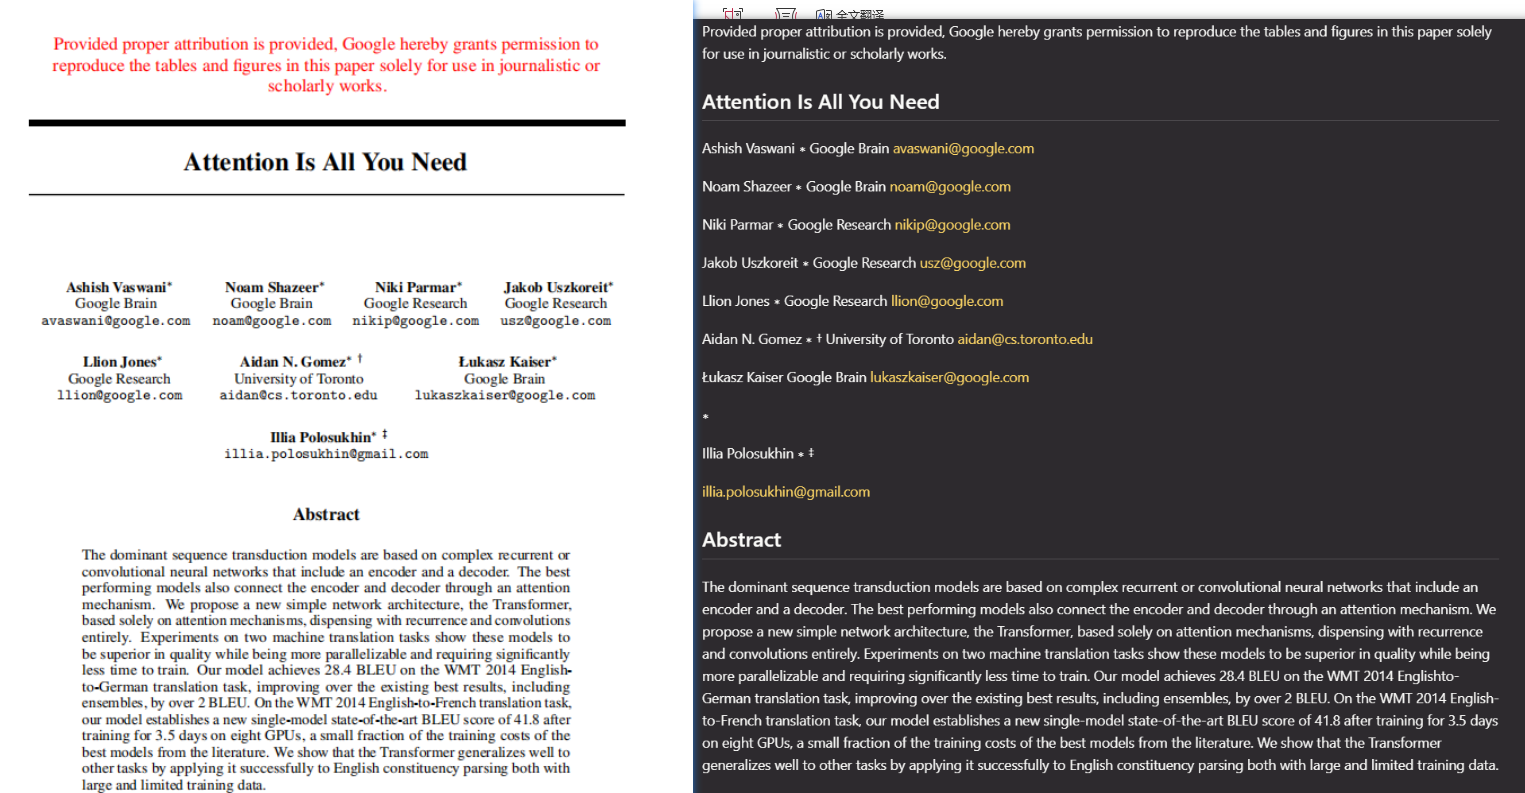 Provided proper attribution is provided, Google hereby grants permission to
reproduce the tables and figures in this paper solely for use in journalistic or
scholarly works.
Attention Is All You Need
Ashish Vaswani* Noam Shazeer* Niki Parmar* Jakob Uszkoreit*
Google Brain Google Brain Google Research Google Research
avaswani@google.com noam@google.com nikip@google.com usz@google.com
Llion Jones* Aidan N. Gomez* † Łukasz Kaiser*
Google Research University of Toronto Google Brain
llion@google.com aidan@cs.toronto.edu lukaszkaiser@google.com
Illia Polosukhin* ‡
illia.polosukhin@gmail.com
Abstract
The dominant sequence transduction models are based on complex recurrent or
convolutional neural networks that include an encoder and a decoder. The best
performing models also connect the encoder and decoder through an attention
mechanism. We propose a new simple network architecture, the Transformer,
based solely on attention mechanisms, dispensing with recurrence and convolutions
entirely. Experiments on two machine translation tasks show these models to
be superior in quality while being more parallelizable and requiring significantly
less time to train. Our model achieves 28.4 BLEU on the WMT 2014 English-
to-German translation task, improving over the existing best results, including
ensembles, by over 2 BLEU. On the WMT 2014 English-to-French translation task,
our model establishes a new single-model state-of-the-art BLEU score of 41.8 after
training for 3.5 days on eight GPUs, a small fraction of the training costs of the
best models from the literature. We show that the Transformer generalizes well to
other tasks by applying it successfully to English constituency parsing both with
large and limited training data.
全文翻译
Provided proper attribution is provided, Google hereby grants permission to reproduce the tables and figures in this paper solely
for use in journalistic or scholarly works.
Attention Is All You Need
Ashish Vaswani * Google Brain avaswani@google.com
Noam Shazeer * Google Brain noam@google.com
Niki Parmar * Google Research nikip@google.com
Jakob Uszkoreit * Google Research usz@google.com
Llion Jones * Google Research llion@google.com
Aidan N. Gomez * † University of Toronto aidan@cs.toronto.edu
Łukasz Kaiser Google Brain lukaszkaiser@google.com
*
Illia Polosukhin * ‡
illia.polosukhin@gmail.com
Abstract
The dominant sequence transduction models are based on complex recurrent or convolutional neural networks that include an
encoder and a decoder. The best performing models also connect the encoder and decoder through an attention mechanism. We
propose a new simple network architecture, the Transformer, based solely on attention mechanisms, dispensing with recurrence
and convolutions entirely. Experiments on two machine translation tasks show these models to be superior in quality while being
more parallelizable and requiring significantly less time to train. Our model achieves 28.4 BLEU on the WMT 2014 Englishto-
German translation task, improving over the existing best results, including ensembles, by over 2 BLEU. On the WMT 2014 English-
to-French translation task, our model establishes a new single-model state-of-the-art BLEU score of 41.8 after training for 3.5 days
on eight GPUs, a small fraction of the training costs of the best models from the literature. We show that the Transformer
generalizes well to other tasks by applying it successfully to English constituency parsing both with large and limited training data.